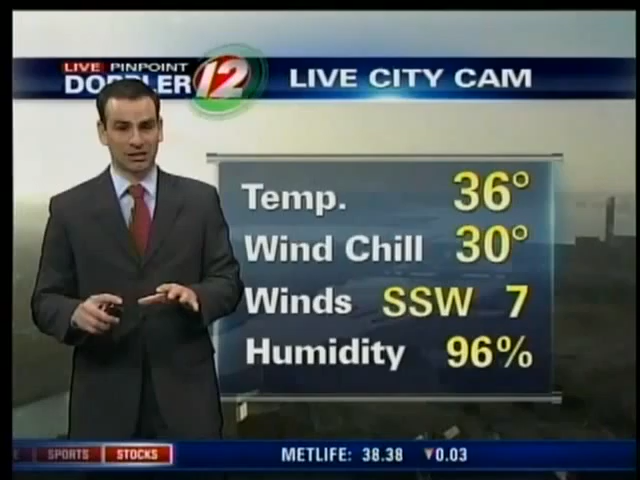 LIVE PINPOINT
DOPPLER 12
LIVE CITY CAM
Temp. 36°
Wind Chill 30°
Winds SSW 7
Humidity 96%
E SPORTS STOCKS METLIFE: 38.38 ▼0.03